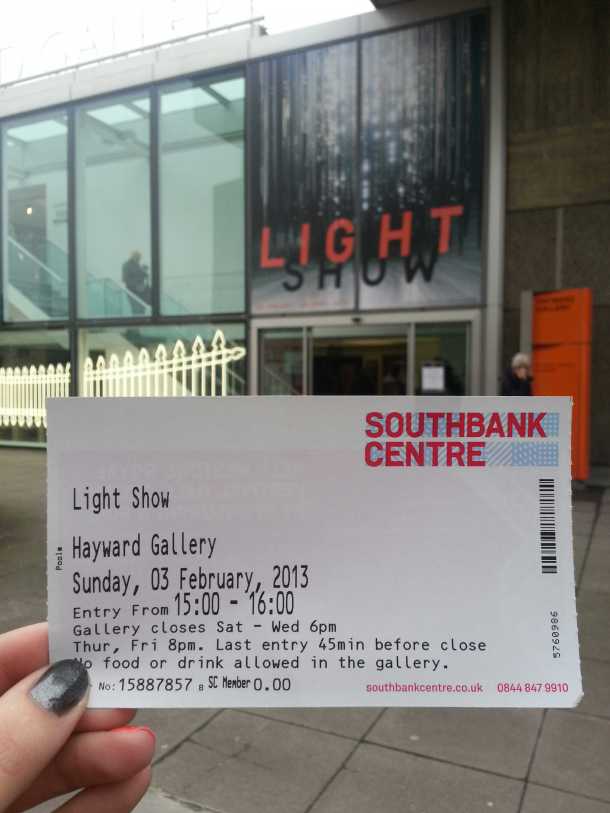 LIGHT
SHOW
SOUTHBANK
CENTRE
Light Show
Hayward Gallery
Sunday, 03 February, 2013
Entry From 15:00 - 16:00
Gallery closes Sat - Wed 6pm
Thur, Fri 8pm. Last entry 45min before close
No food or drink allowed in the gallery.
No: 15887857 B SC Member 0.00
southbankcentre.co.uk 0844 847 9910
5760986